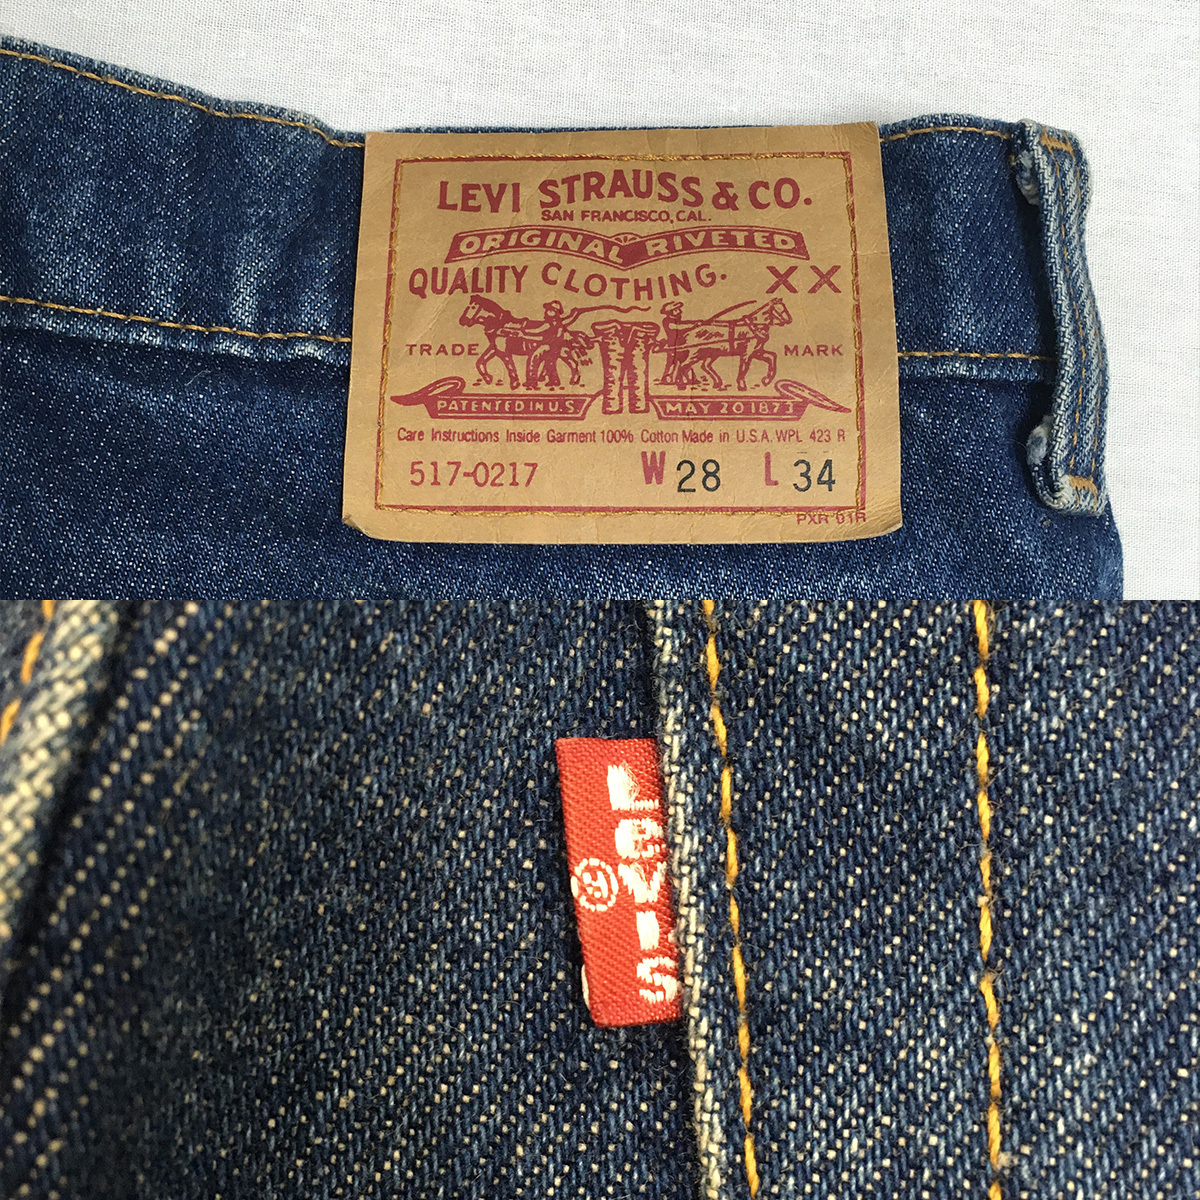 LEVI STRAUSS & CO.
SAN FRANCISCO, CAL.
ORIGINAL RIVETED
QUALITY CLOTHING. XX
TRADE MARK
PATENTED IN U.S MAY 20 1873
Care Instructions Inside Garment 100% Cotton Made in U.S.A. WPL 423 R
517-0217 W 28 L 34
PXR 01R
LeVI'S
®